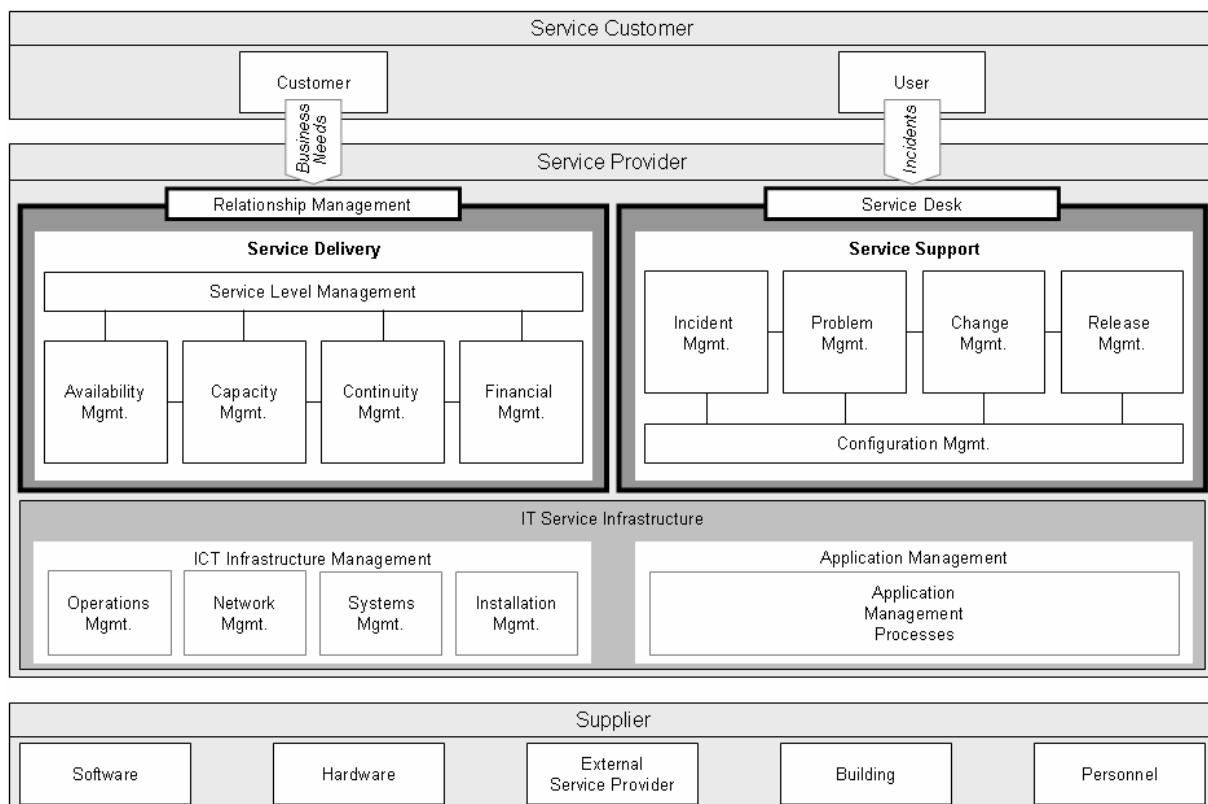 Service Customer
Customer
User
Business
Needs
Incidents
Service Provider
Relationship Management
Service Desk
Service Delivery
Service Support
Service Level Management
Incident
Mgmt.
Problem
Mgmt.
Change
Mgmt.
Release
Mgmt.
Availability
Mgmt.
Capacity
Mgmt.
Continuity
Mgmt.
Financial
Mgmt.
Configuration Mgmt.
IT Service Infrastructure
ICT Infrastructure Management
Application Management
Operations
Mgmt.
Network
Mgmt.
Systems
Mgmt.
Installation
Mgmt.
Application
Management
Processes
Supplier
Software
Hardware
External
Service Provider
Building
Personnel